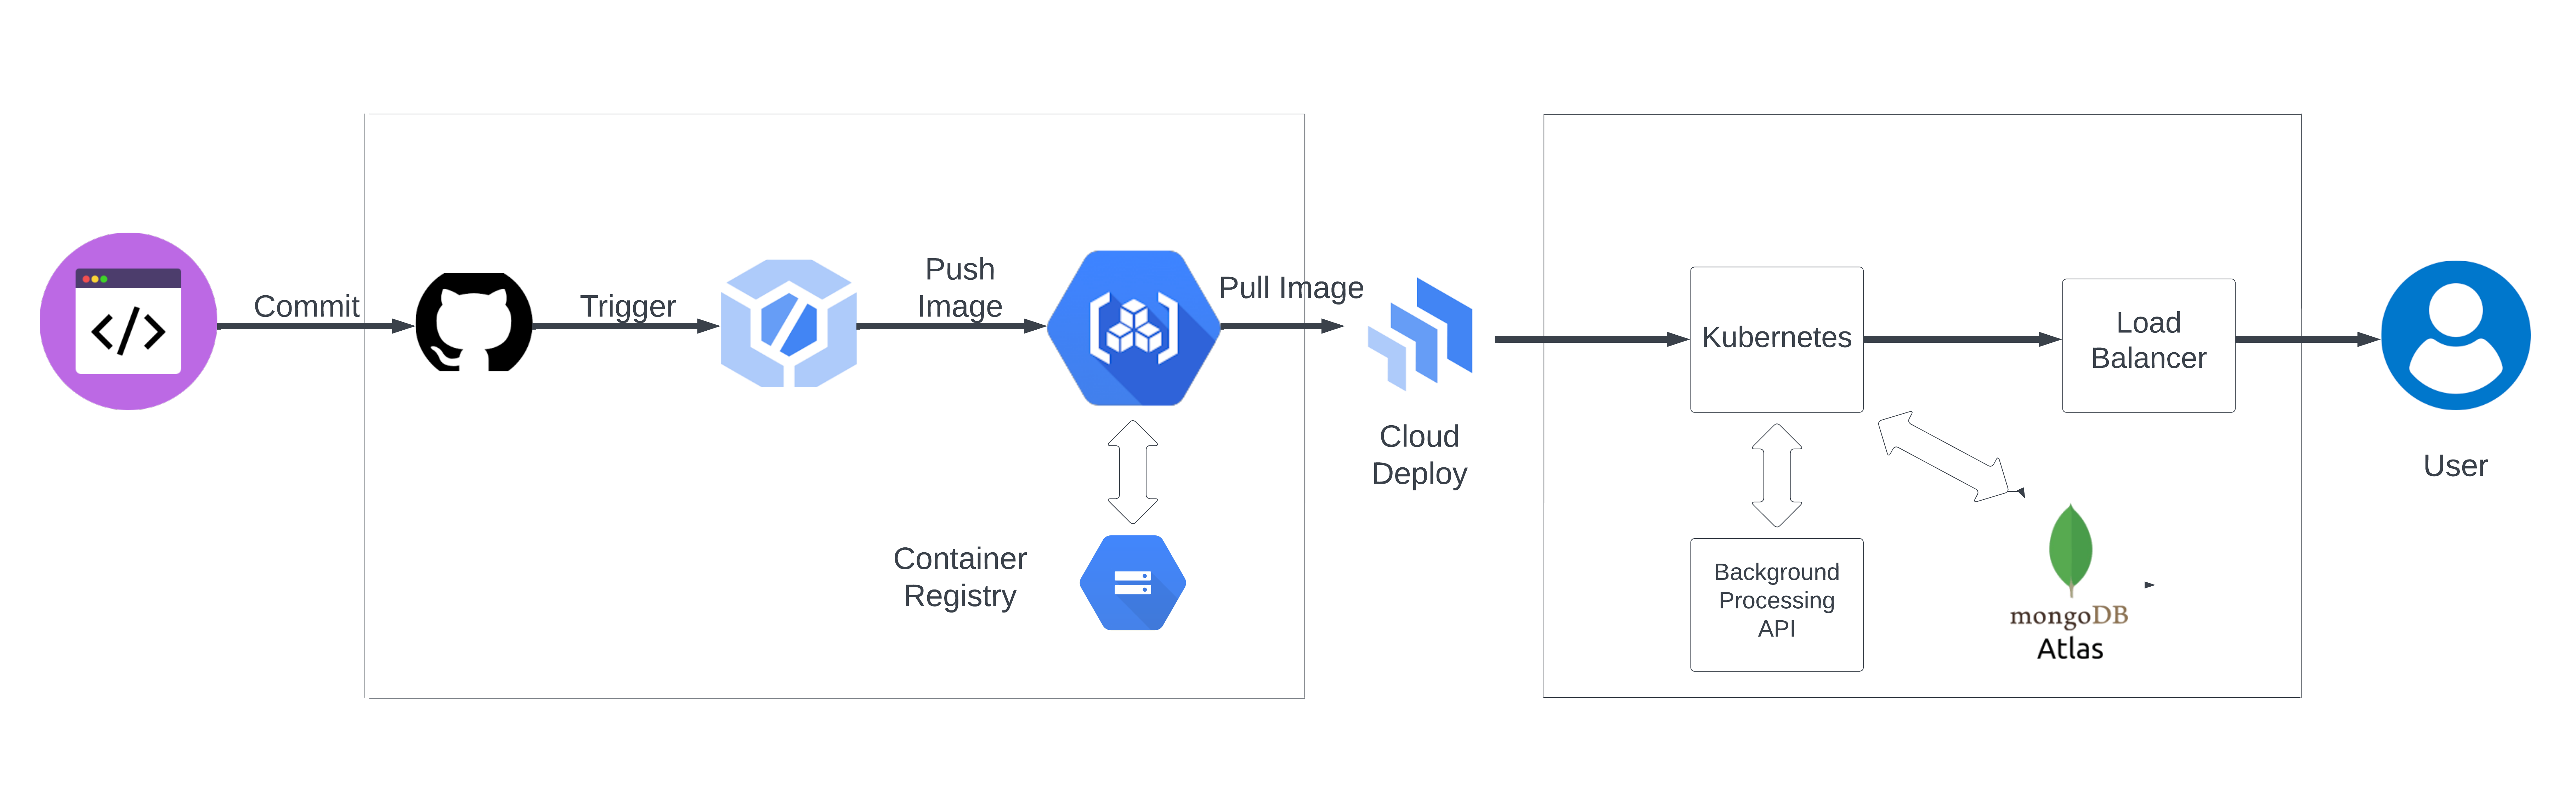 Commit
Trigger
Push
Image
Pull Image
Cloud
Deploy
Container
Registry
Kubernetes
Load
Balancer
Background
Processing
API
mongoDB
Atlas
User